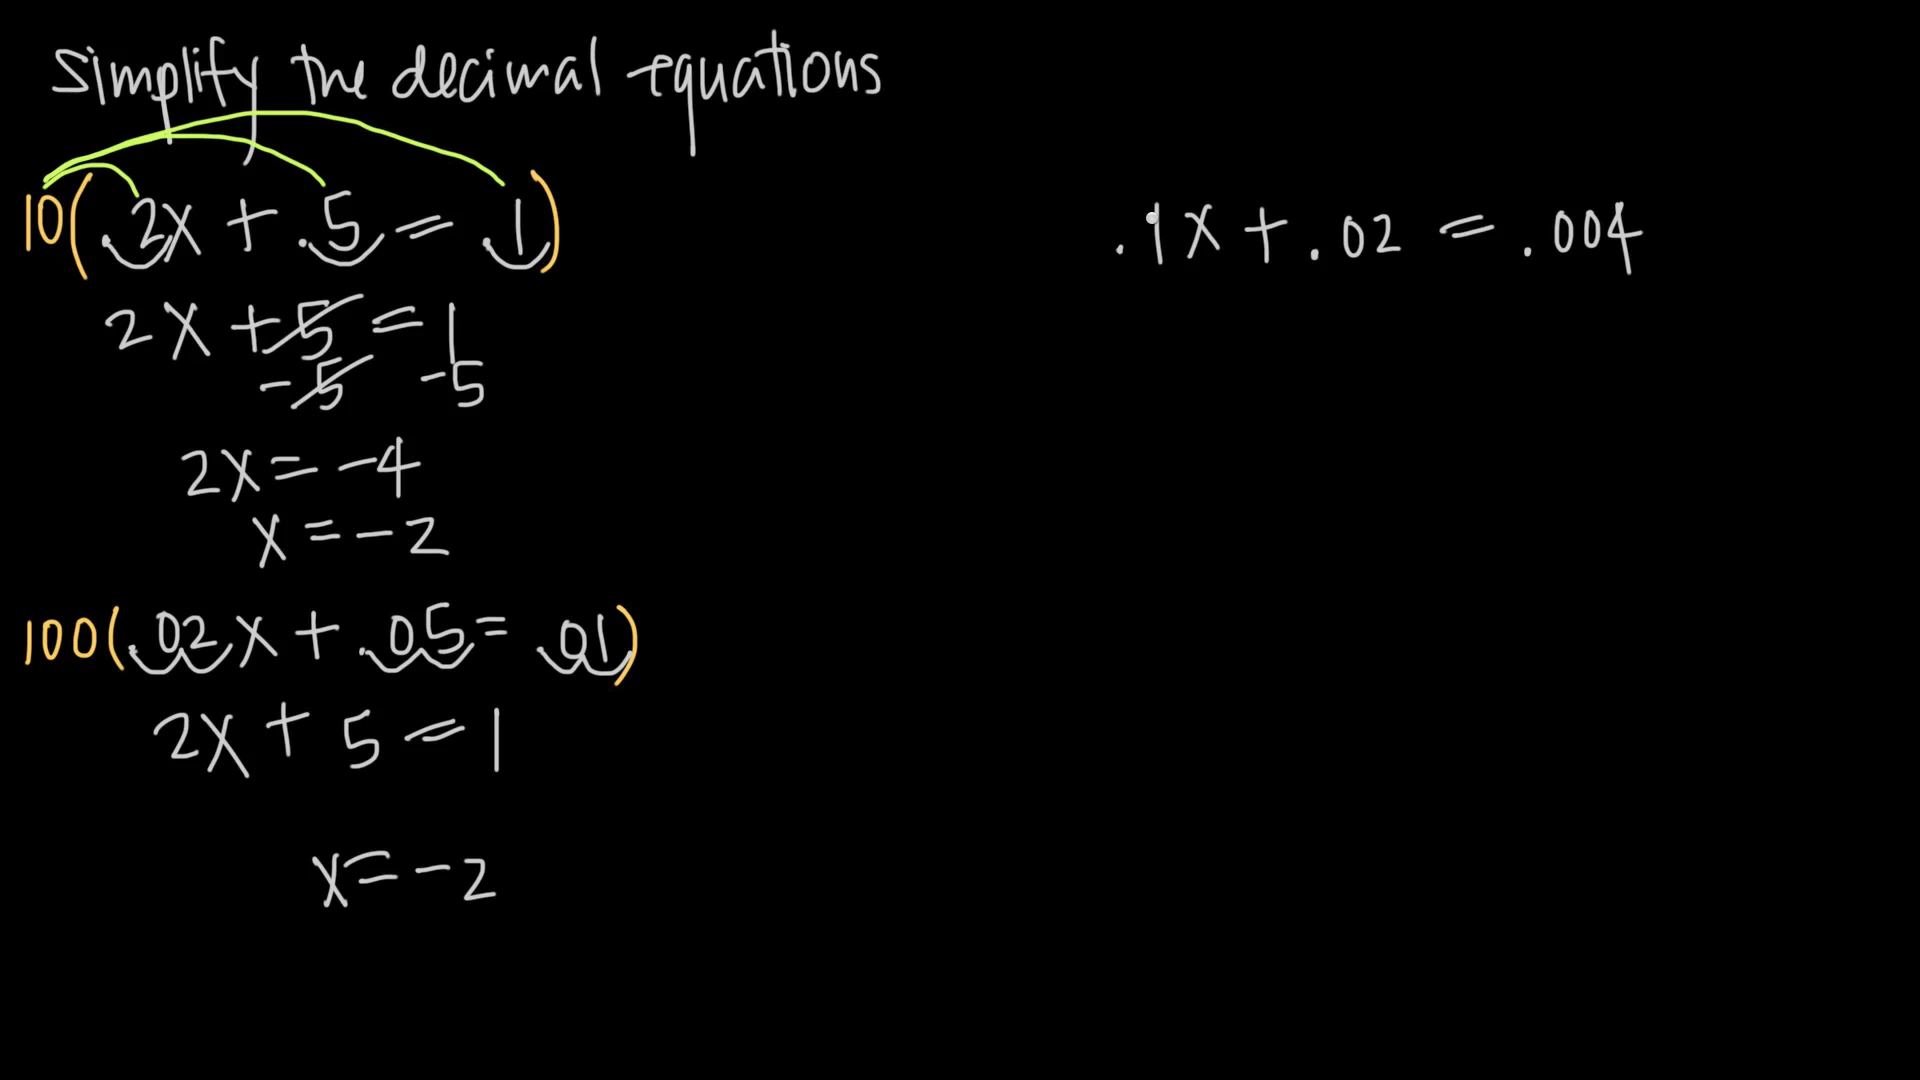 Simplify the decimal equations
10(.2x + .5 = .1)
2x + 5 = 1
-5 -5
2x = -4
x = -2
100(.02x + .05 = .01)
2x + 5 = 1
x = -2
.1x + .02 = .004